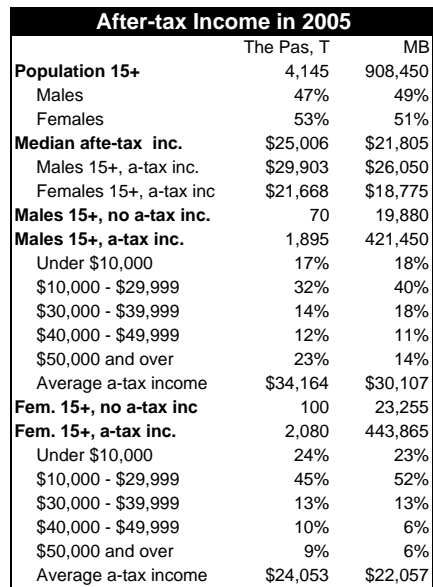 After-tax Income in 2005
The Pas, T MB
Population 15+ 4,145 908,450
Males 47% 49%
Females 53% 51%
Median afte-tax inc. $25,006 $21,805
Males 15+, a-tax inc. $29,903 $26,050
Females 15+, a-tax inc $21,668 $18,775
Males 15+, no a-tax inc. 70 19,880
Males 15+, a-tax inc. 1,895 421,450
Under $10,000 17% 18%
$10,000 - $29,999 32% 40%
$30,000 - $39,999 14% 18%
$40,000 - $49,999 12% 11%
$50,000 and over 23% 14%
Average a-tax income $34,164 $30,107
Fem. 15+, no a-tax inc 100 23,255
Fem. 15+, a-tax inc. 2,080 443,865
Under $10,000 24% 23%
$10,000 - $29,999 45% 52%
$30,000 - $39,999 13% 13%
$40,000 - $49,999 10% 6%
$50,000 and over 9% 6%
Average a-tax income $24,053 $22,057